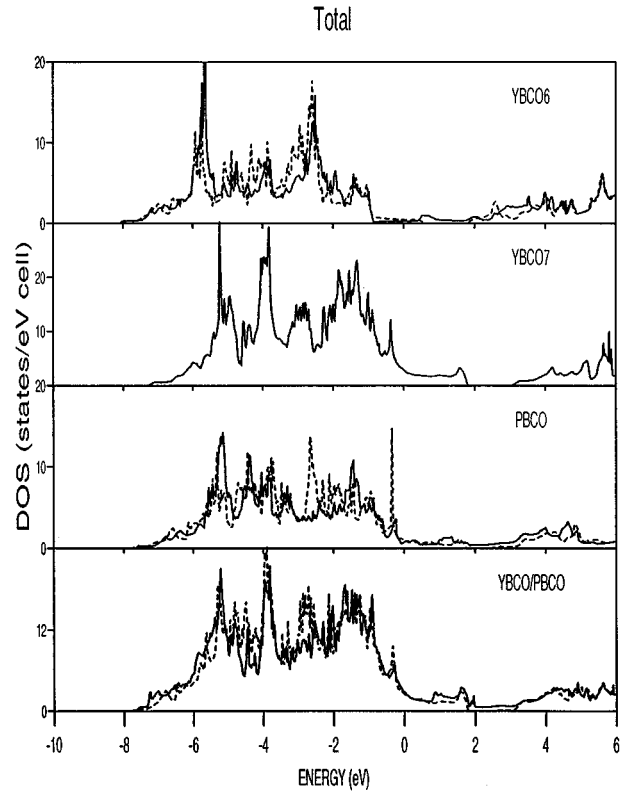 Total
20
YBCO6
10
0
YBCO7
20
10
20
PBCO
10
0
YBCO/PBCO
12
0
-10 -8 -6 -4 -2 0 2 4 6
ENERGY (eV)
DOS (states/eV cell)